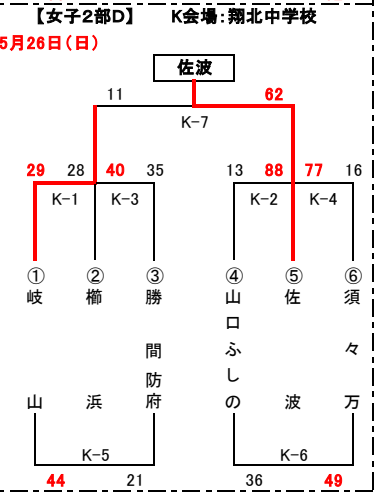 【女子2部D】 K会場：翔北中学校
5月26日（日）
佐波
11 62
K-7
29 28 40 35 13 88 77 16
K-1 K-3 K-2 K-4
① ② ③ ④ ⑤ ⑥
岐山
櫛浜
勝間防府
山口ふしの
佐波
須々万
K-5 K-6
44 21 36 49